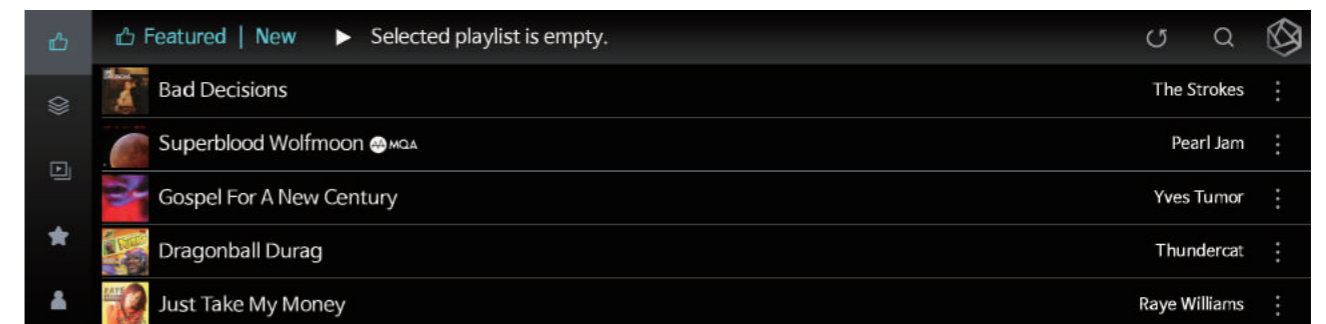 Featured | New Selected playlist is empty.
Bad Decisions The Strokes
Superblood Wolfmoon MQA Pearl Jam
Gospel For A New Century Yves Tumor
Dragonball Durag Thundercat
Just Take My Money Raye Williams